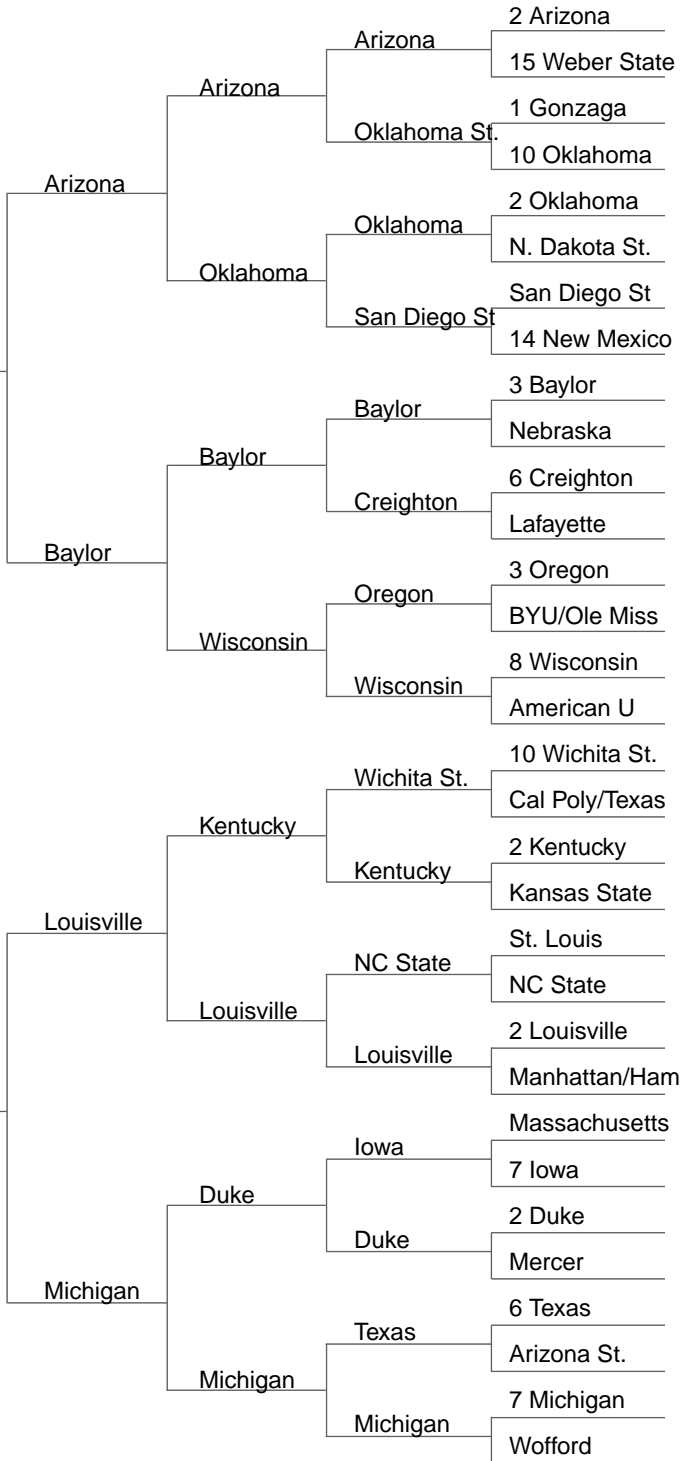 2 Arizona
Arizona
15 Weber State
Arizona
1 Gonzaga
Oklahoma St.
10 Oklahoma
Arizona
2 Oklahoma
Oklahoma
N. Dakota St.
Oklahoma
San Diego St
San Diego St
14 New Mexico
3 Baylor
Baylor
Nebraska
Baylor
6 Creighton
Creighton
Lafayette
Baylor
3 Oregon
Oregon
BYU/Ole Miss
Wisconsin
8 Wisconsin
Wisconsin
American U
10 Wichita St.
Wichita St.
Cal Poly/Texas
Kentucky
2 Kentucky
Kentucky
Kansas State
Louisville
St. Louis
NC State
NC State
Louisville
2 Louisville
Louisville
Manhattan/Ham
Massachusetts
Iowa
7 Iowa
Duke
2 Duke
Duke
Mercer
Michigan
6 Texas
Texas
Arizona St.
Michigan
7 Michigan
Michigan
Wofford